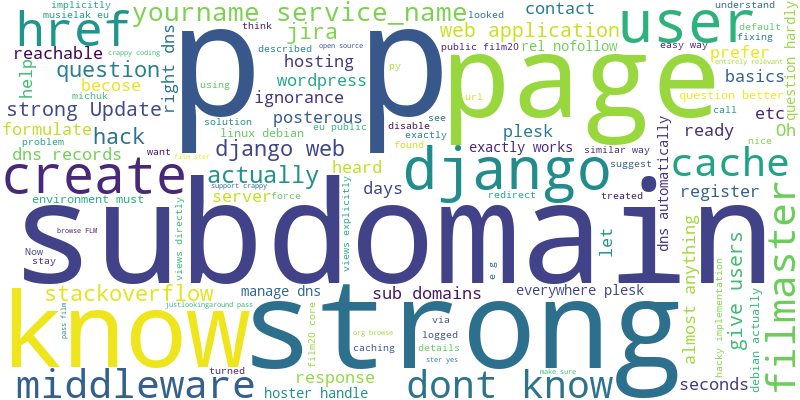 implicitly
musielak eu
href
reachable
crappy coding
yourname service_name
think
looked
contact
understand
default
fixing
jira
described
open source
web application
user
public film20
rel nofollow
easy way
entirely relevant
question hardly
help
question
becose
right dns
p p
page
hosting
wordpress
using
py
url
prefer
basics
michuk
strong Update
ignorance
posterous
question better
formulate
hack
solution
linux debian
eu public
disable
see
plesk
call
etc
Oh
problem
dns records
want
film ster
django web
found
exactly
exactly works
similar way
ready
nice
create
actually
heard
django
suggest
cache
support crappy
days
redirect
treated
register
environment must
server
force
dns automatically
subdomain
views directly
views explicitly
let
e g
browse FLM
Now
stay
almost anything
hacky implementation
give users
debian actually
filmaster
stackoverflow
manage dns
sub domains
everywhere plesk
justlookingaround pass
know
strong
pass film
film20 core
org browse
via
logged
caching
details
ster yes
response
turned
make sure
middleware
hoster handle
dont know
seconds